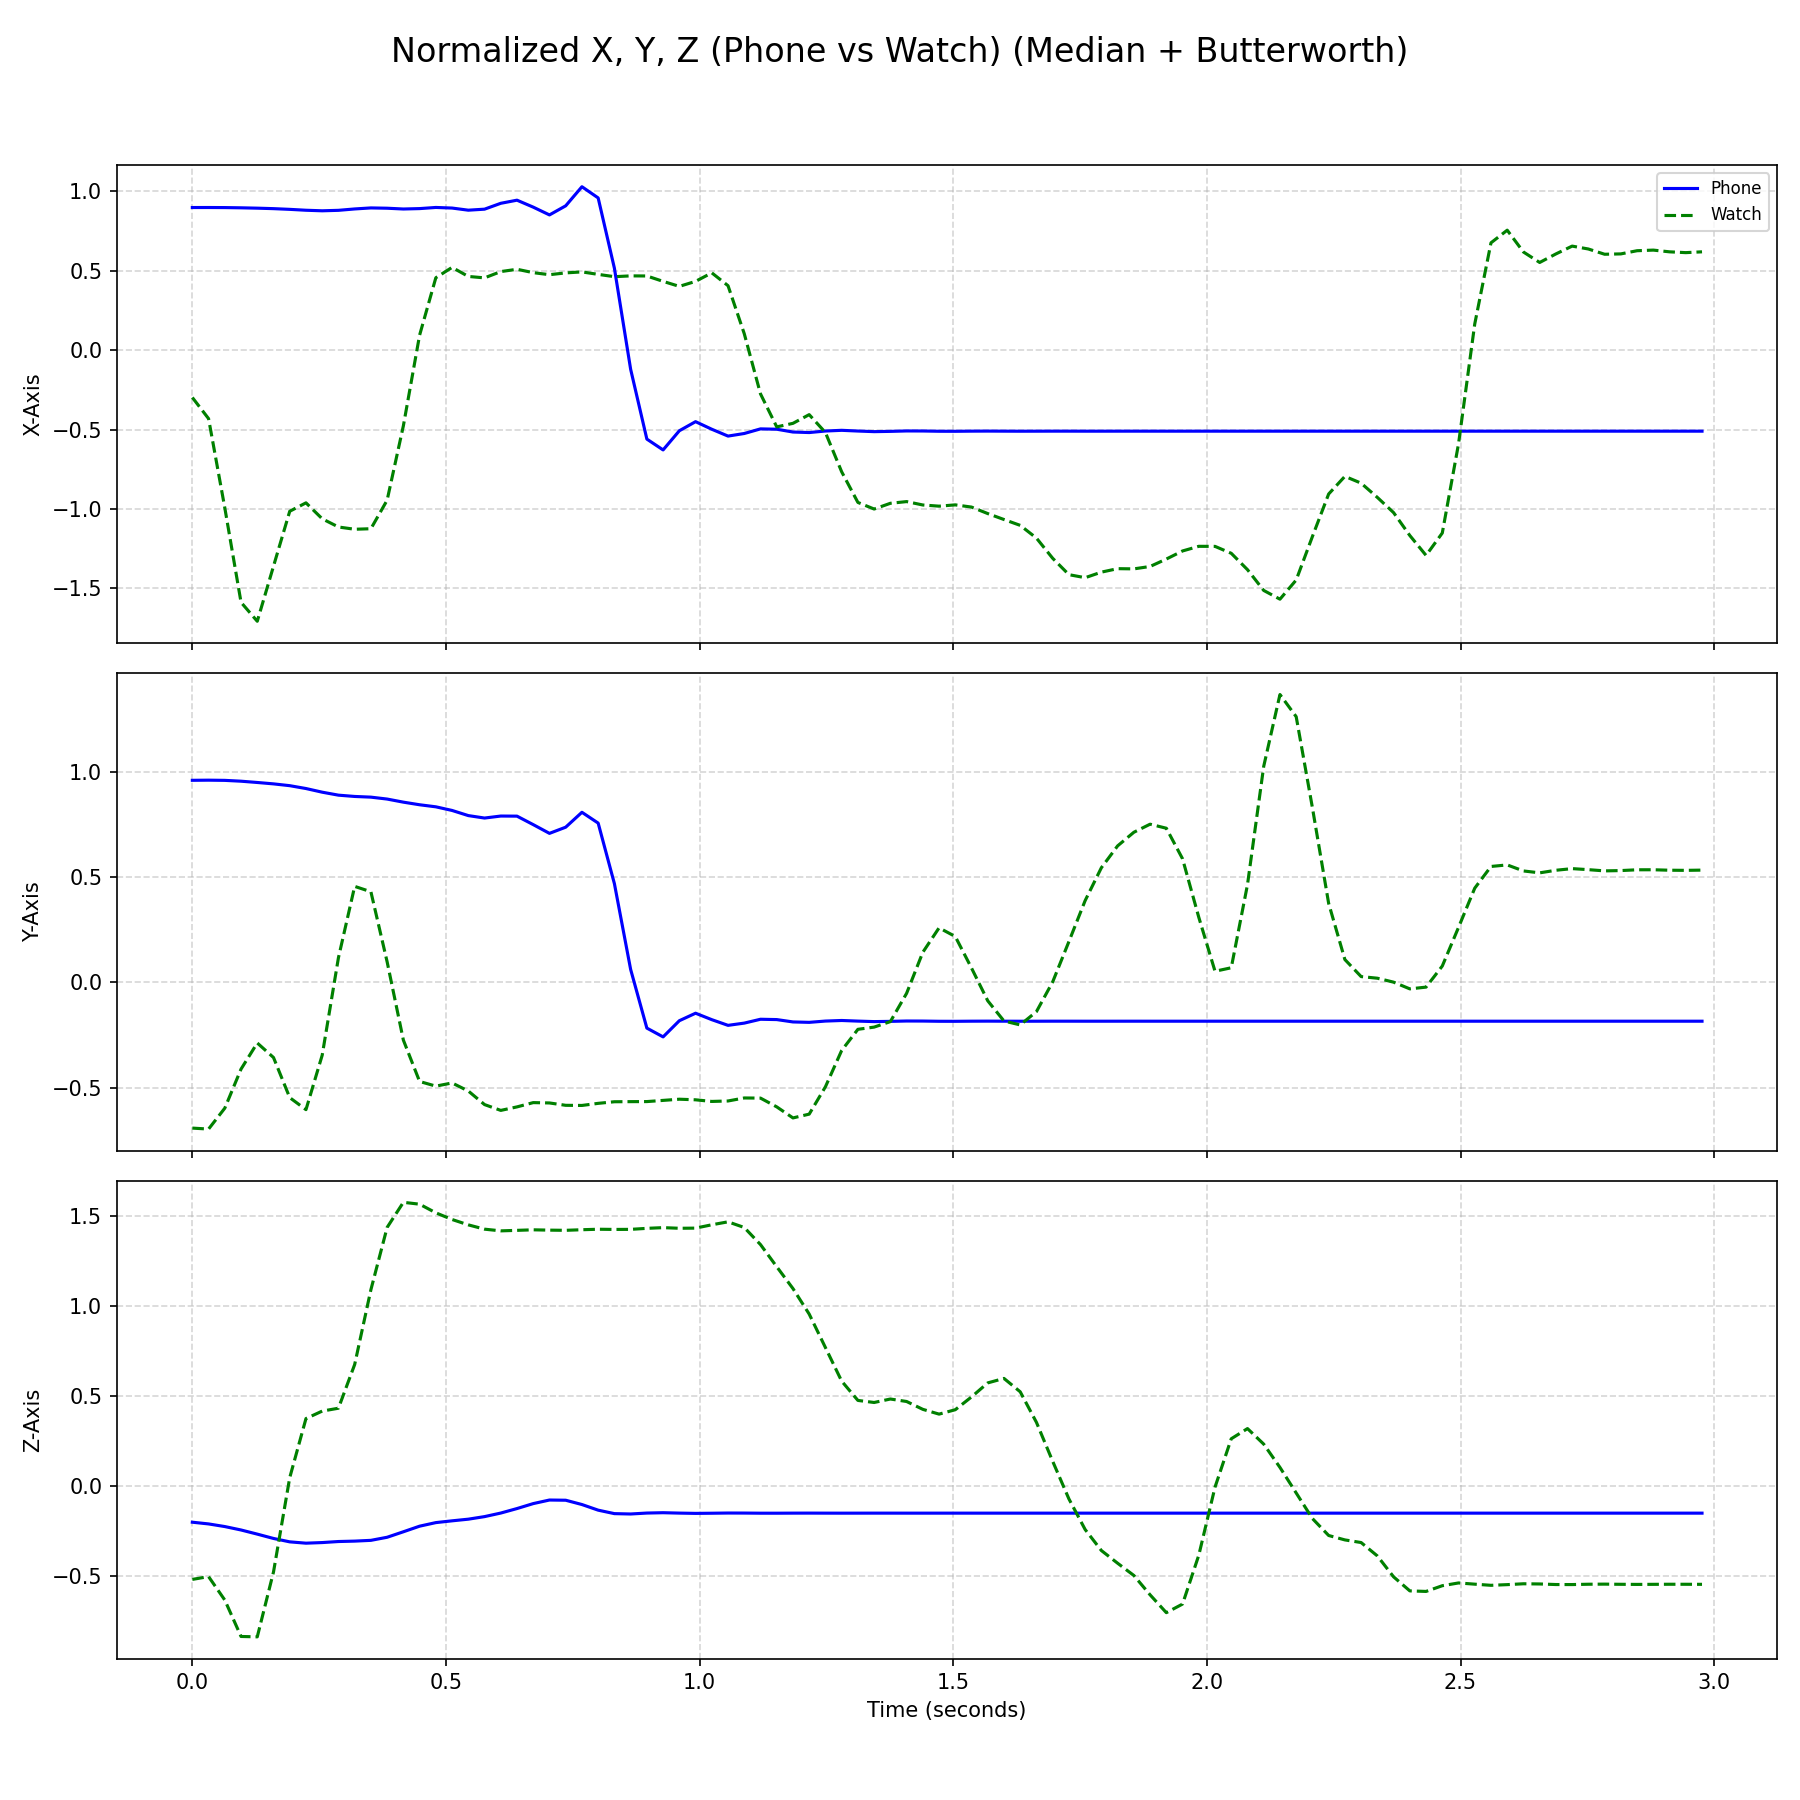 Normalized X, Y, Z (Phone vs Watch) (Median + Butterworth)
Phone
Watch
1.0
0.5
0.0
−0.5
−1.0
−1.5
X-Axis
1.0
0.5
0.0
−0.5
Y-Axis
1.5
1.0
0.5
0.0
−0.5
Z-Axis
0.0 0.5 1.0 1.5 2.0 2.5 3.0
Time (seconds)